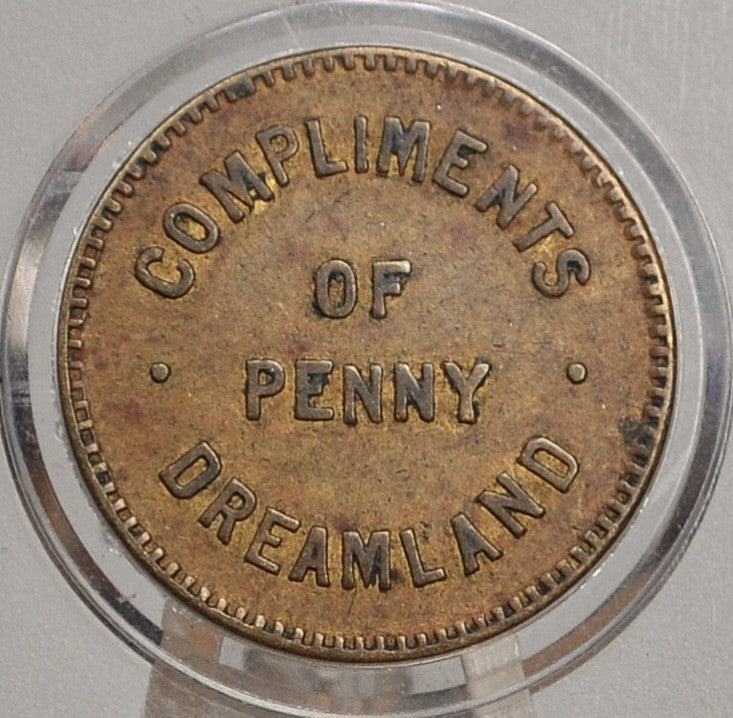 COMPLIMENTS
OF
PENNY
DREAMLAND